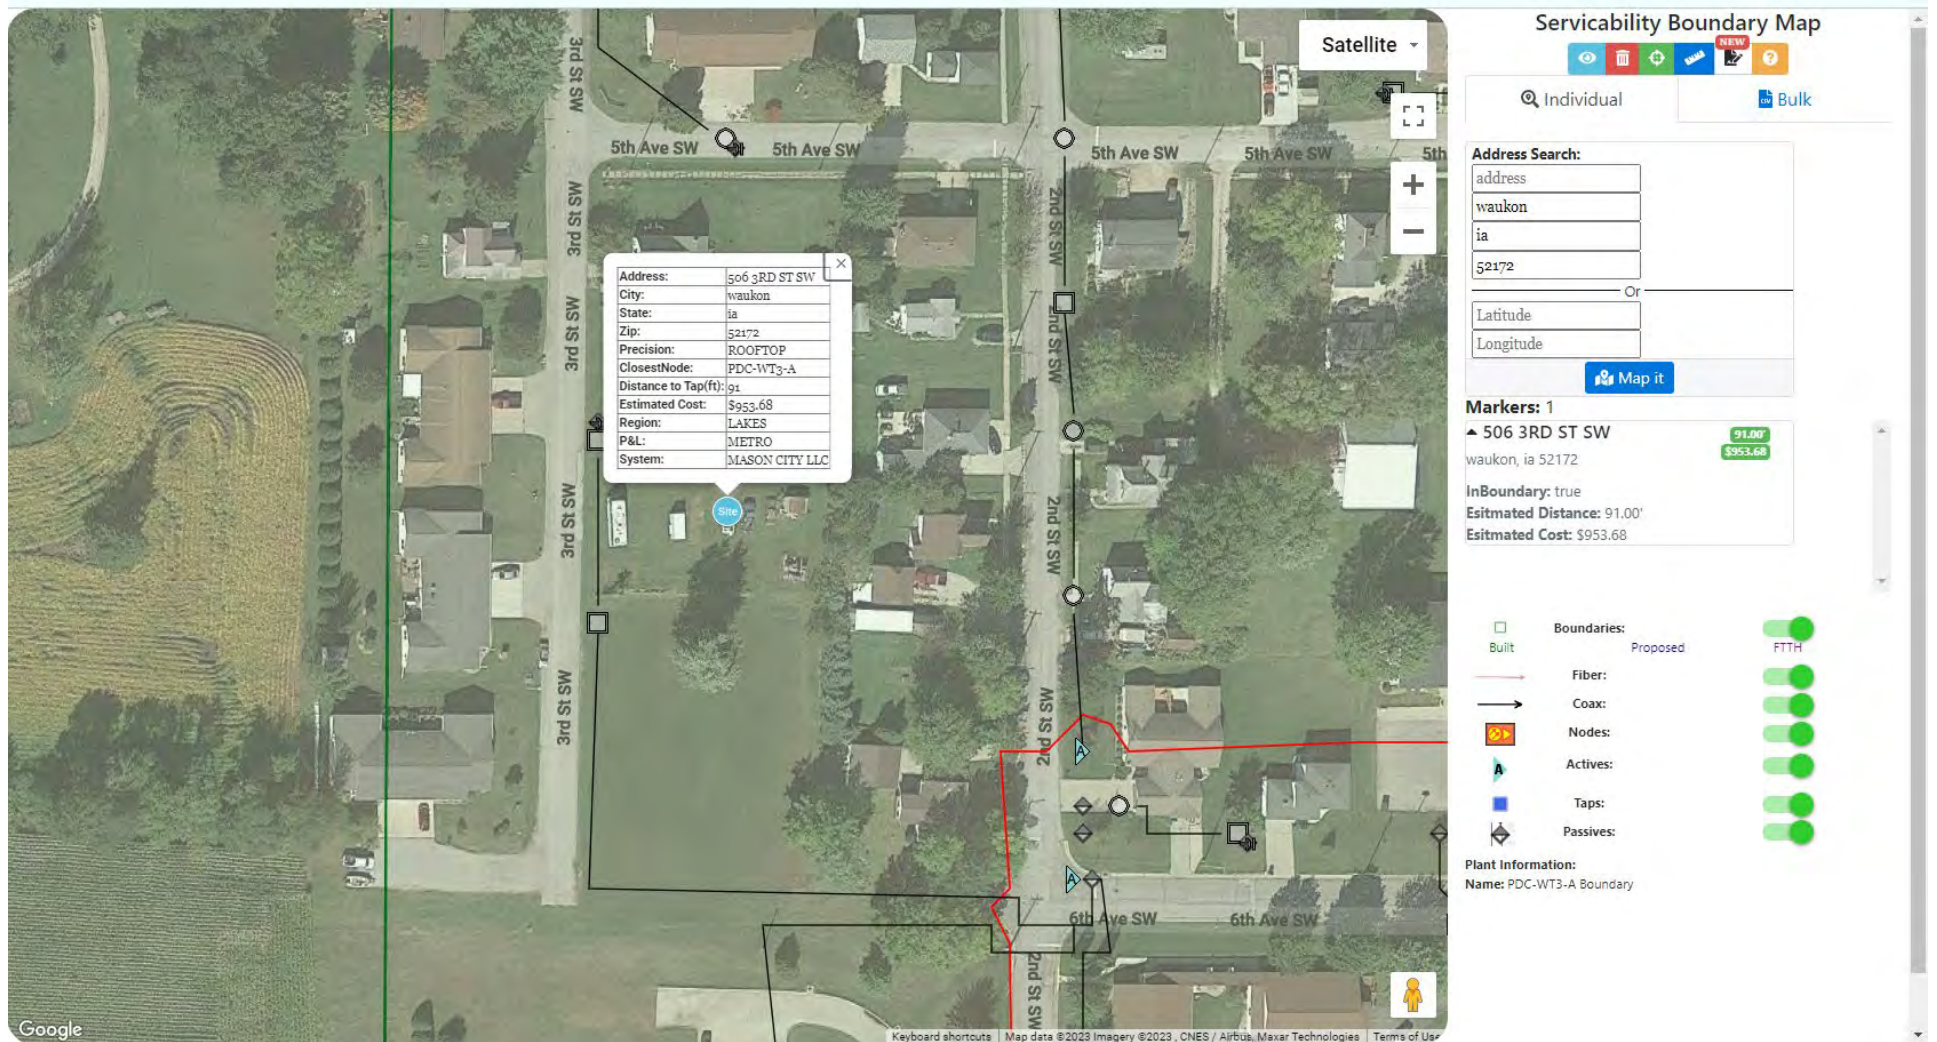 Servicability Boundary Map
NEW
Individual
Bulk
Address Search:
address
waukon
ia
52172
Or
Latitude
Longitude
Map it
Markers: 1
506 3RD ST SW
91.00'
$953.68
waukon, ia 52172
InBoundary: true
Esitmated Distance: 91.00'
Esitmated Cost: $953.68
Boundaries:
Built
Proposed
FTTH
Fiber:
Coax:
Nodes:
A
Actives:
Taps:
Passives:
Plant Information:
Name: PDC-WT3-A Boundary
Satellite
3rd St SW
5th Ave SW
5th Ave SW
5th Ave SW
5th Ave SW
5th
3rd St SW
2nd St SW
3rd St SW
2nd St SW
Address: 506 3RD ST SW
City: waukon
State: ia
Zip: 52172
Precision: ROOFTOP
ClosestNode: PDC-WT3-A
Distance to Tap(ft): 91
Estimated Cost: $953.68
Region: LAKES
P&L: METRO
System: MASON CITY LLC
Site
3rd St SW
2nd St SW
3rd St SW
2nd St SW
A
A
6th Ave SW
6th Ave SW
2nd St SW
Google
Keyboard shortcuts
Map data ©2023 Imagery ©2023 , CNES / Airbus, Maxar Technologies
Terms of Use